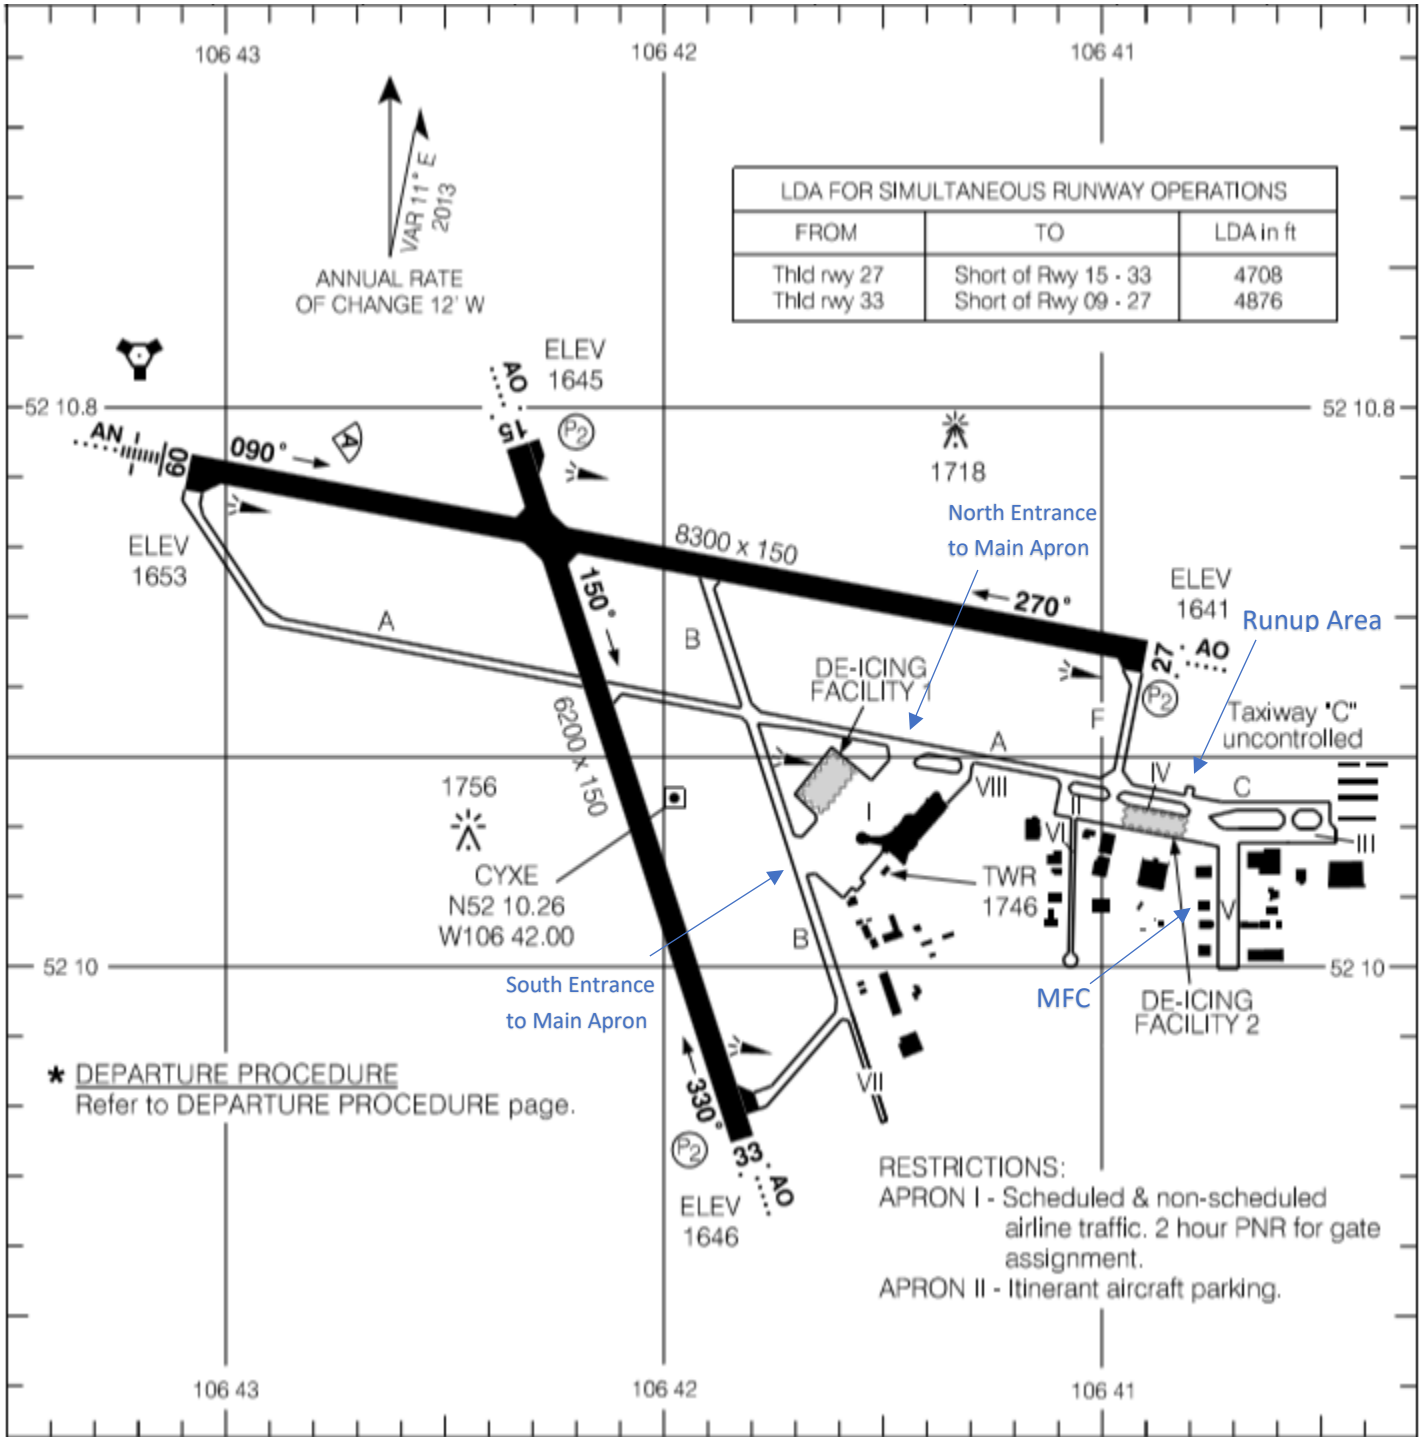 106 43
106 42
106 41
VAR 11° E
2013
ANNUAL RATE
OF CHANGE 12' W
LDA FOR SIMULTANEOUS RUNWAY OPERATIONS
FROM TO LDA in ft
Thld rwy 27 Short of Rwy 15 - 33 4708
Thld rwy 33 Short of Rwy 09 - 27 4876
ELEV
1645
AO
15
P2
52 10.8
52 10.8
AN
09
090°
A
1718
North Entrance
to Main Apron
ELEV
1653
8300 x 150
150°
270°
ELEV
1641
Runup Area
27
AO
P2
A
B
DE-ICING
FACILITY 1
F
Taxiway "C"
uncontrolled
6200 x 150
A
VIII
IV
C
II
1756
I
VI
III
CYXE
N52 10.26
W106 42.00
TWR
1746
V
B
52 10
52 10
South Entrance
to Main Apron
MFC
DE-ICING
FACILITY 2
VII
* DEPARTURE PROCEDURE
Refer to DEPARTURE PROCEDURE page.
330°
P2
33
AO
ELEV
1646
RESTRICTIONS:
APRON I - Scheduled & non-scheduled
airline traffic. 2 hour PNR for gate
assignment.
APRON II - Itinerant aircraft parking.
106 43
106 42
106 41